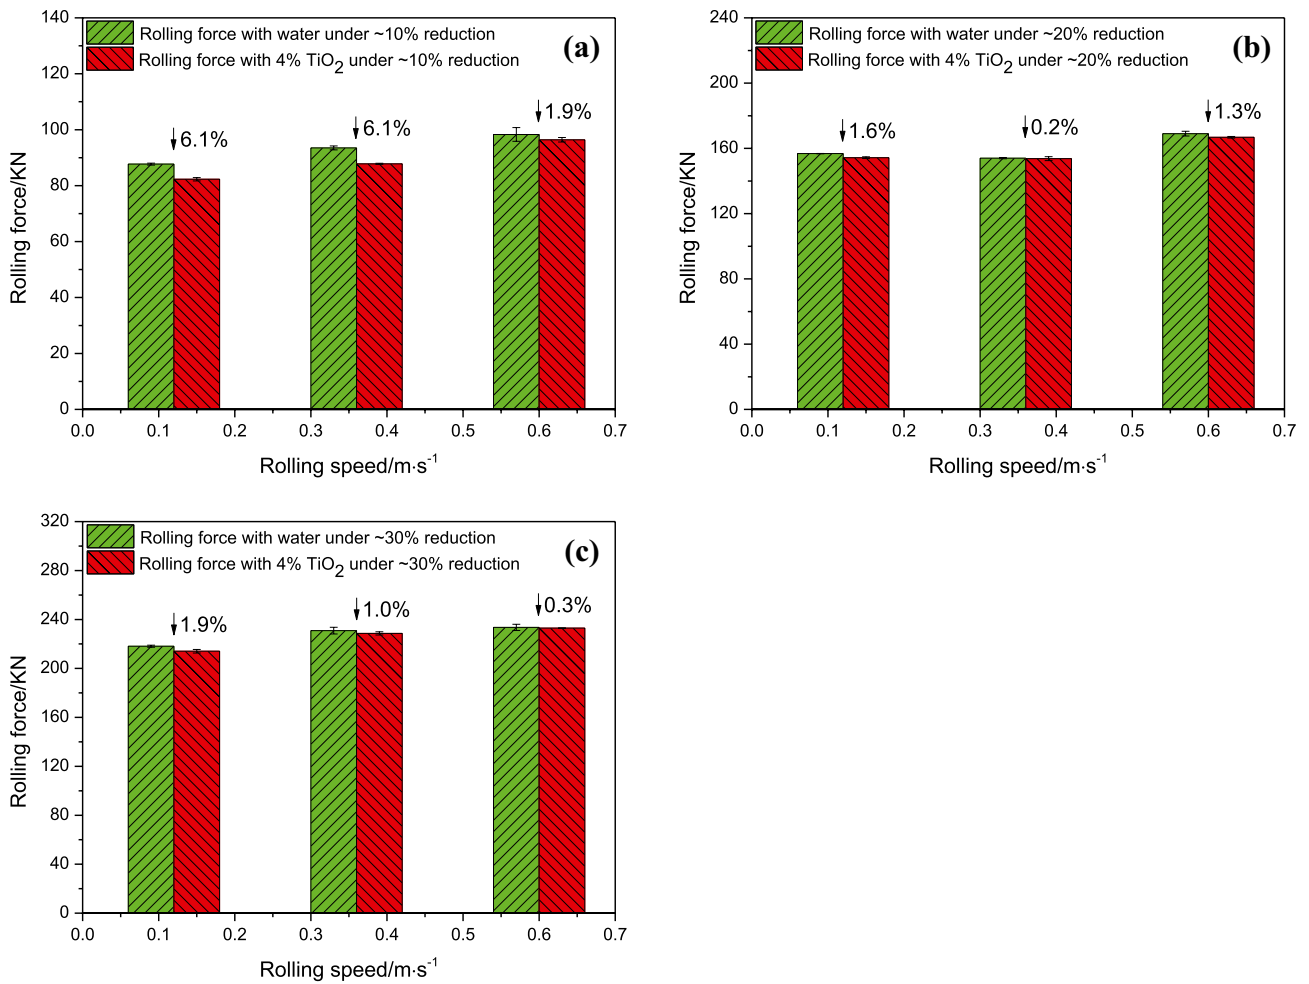 140
120
100
80
60
40
20
0
Rolling force/KN
Rolling force with water under ~10% reduction
Rolling force with 4% TiO2 under ~10% reduction
(a)
6.1%
6.1%
1.9%
0.0 0.1 0.2 0.3 0.4 0.5 0.6 0.7
Rolling speed/m·s-1
240
200
160
120
80
40
0
Rolling force/KN
Rolling force with water under ~20% reduction
Rolling force with 4% TiO2 under ~20% reduction
(b)
1.6%
0.2%
1.3%
0.0 0.1 0.2 0.3 0.4 0.5 0.6 0.7
Rolling speed/m·s-1
320
280
240
200
160
120
80
40
0
Rolling force/KN
Rolling force with water under ~30% reduction
Rolling force with 4% TiO2 under ~30% reduction
(c)
1.9%
1.0%
0.3%
0.0 0.1 0.2 0.3 0.4 0.5 0.6 0.7
Rolling speed/m·s-1